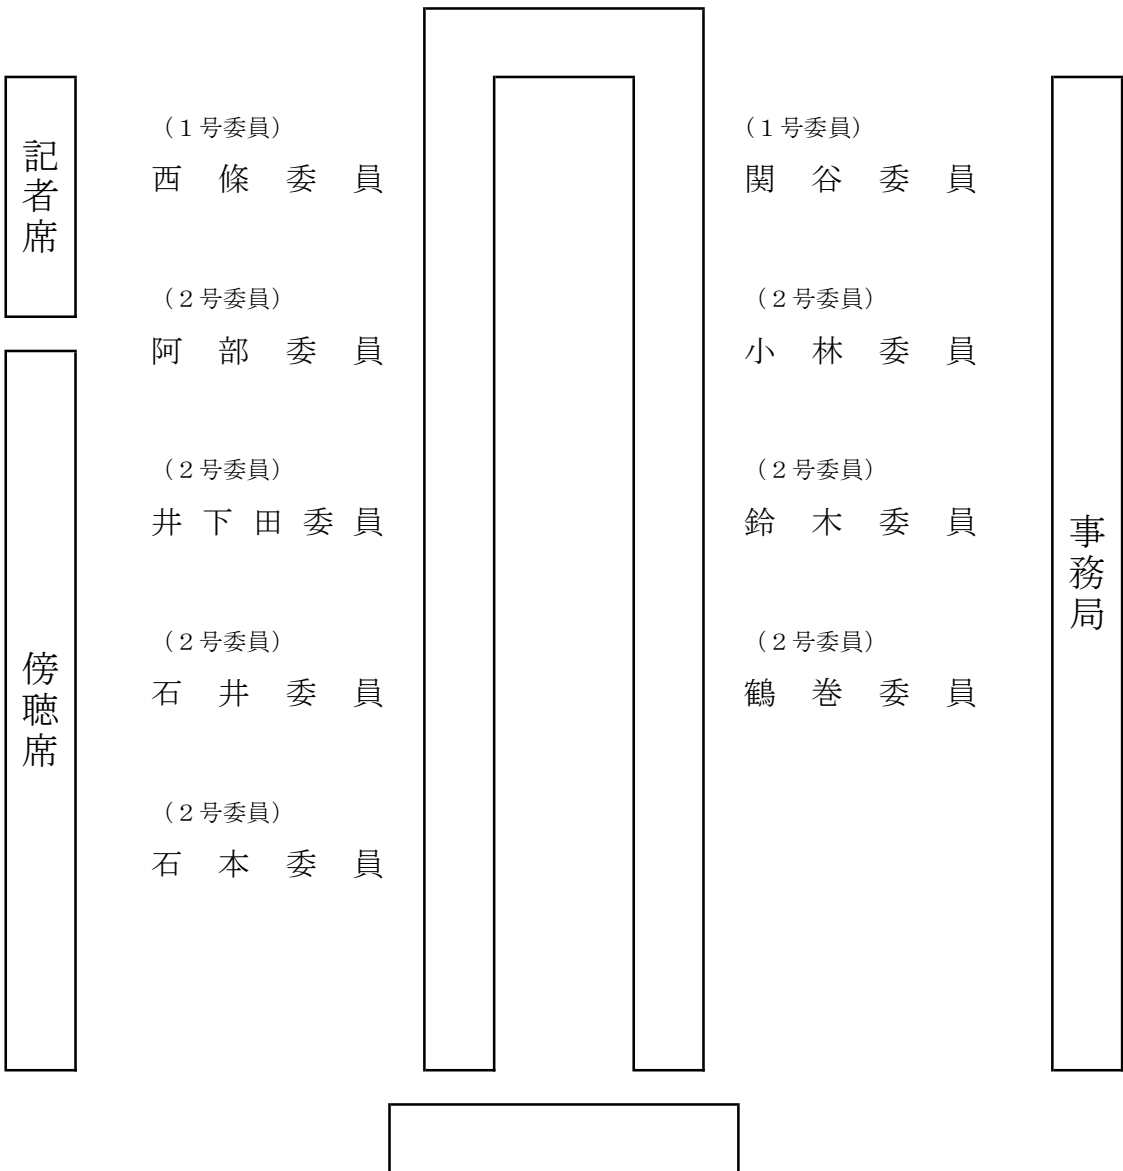 記者席
傍聴席
（１号委員）
西條委員
（２号委員）
阿部委員
（２号委員）
井下田委員
（２号委員）
石井委員
（２号委員）
石本委員
（１号委員）
関谷委員
（２号委員）
小林委員
（２号委員）
鈴木委員
（２号委員）
鶴巻委員
事務局